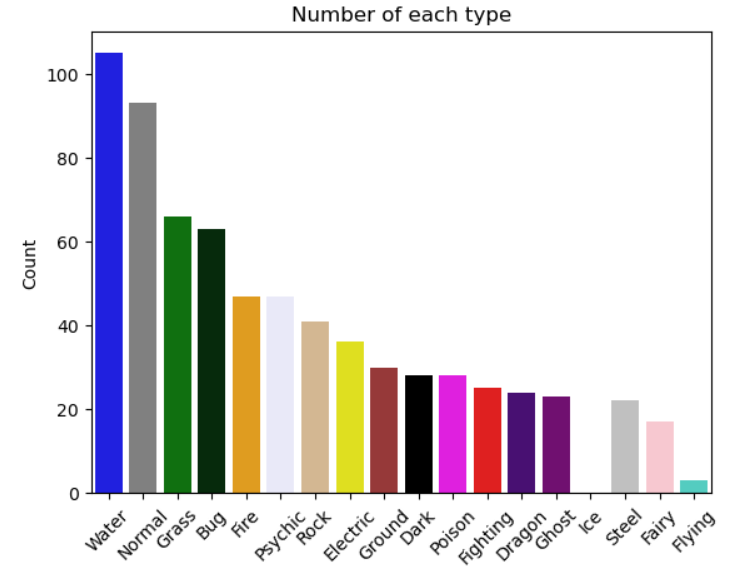 Number of each type
Count
100
80
60
40
20
0
Water
Normal
Grass
Bug
Fire
Psychic
Rock
Electric
Ground
Dark
Poison
Fighting
Dragon
Ghost
Ice
Steel
Fairy
Flying